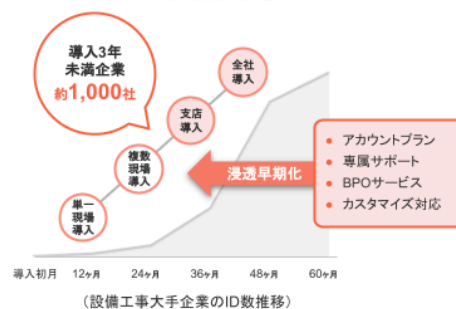 導入3年
未満企業
約1,000社
全社
導入
支店
導入
複数
現場
導入
単一
現場
導入
浸透早期化
• アカウントプラン
• 専属サポート
• BPOサービス
• カスタマイズ対応
導入初月 12ヶ月 24ヶ月 36ヶ月 48ヶ月 60ヶ月
（設備工事大手企業のID数推移）